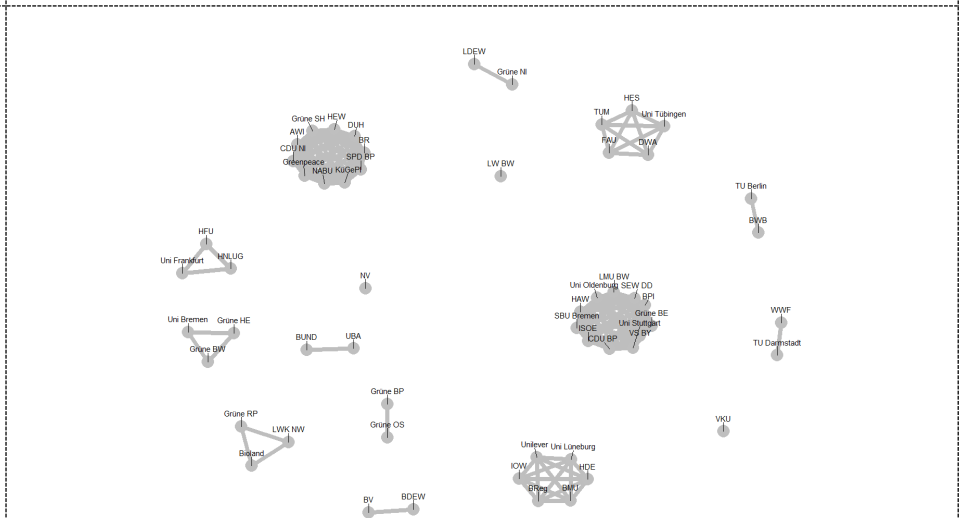 LDEW
Grüne NI
HES
TUM
Uni Tübingen
FAU
DWA
Grüne SH
HEW
DUH
AWI
BR
CDU NI
SPD BP
Greenpeace
NABU
KüGePl
LW BW
TU Berlin
BWB
HFU
Uni Frankfurt
HNLUG
NV
LMU BW
Uni Oldenburg
SEW DD
HAW
BPI
SBU Bremen
Grüne BE
Uni Stuttgart
ISOE
VS BY
CDU BP
WWF
TU Darmstadt
Uni Bremen
Grüne HE
Grüne BW
BUND
UBA
Grüne BP
Grüne OS
Grüne RP
LWK NW
Bioland
VKU
Unilever
Uni Lüneburg
IOW
HDE
BReg
BMU
BV
BDEW